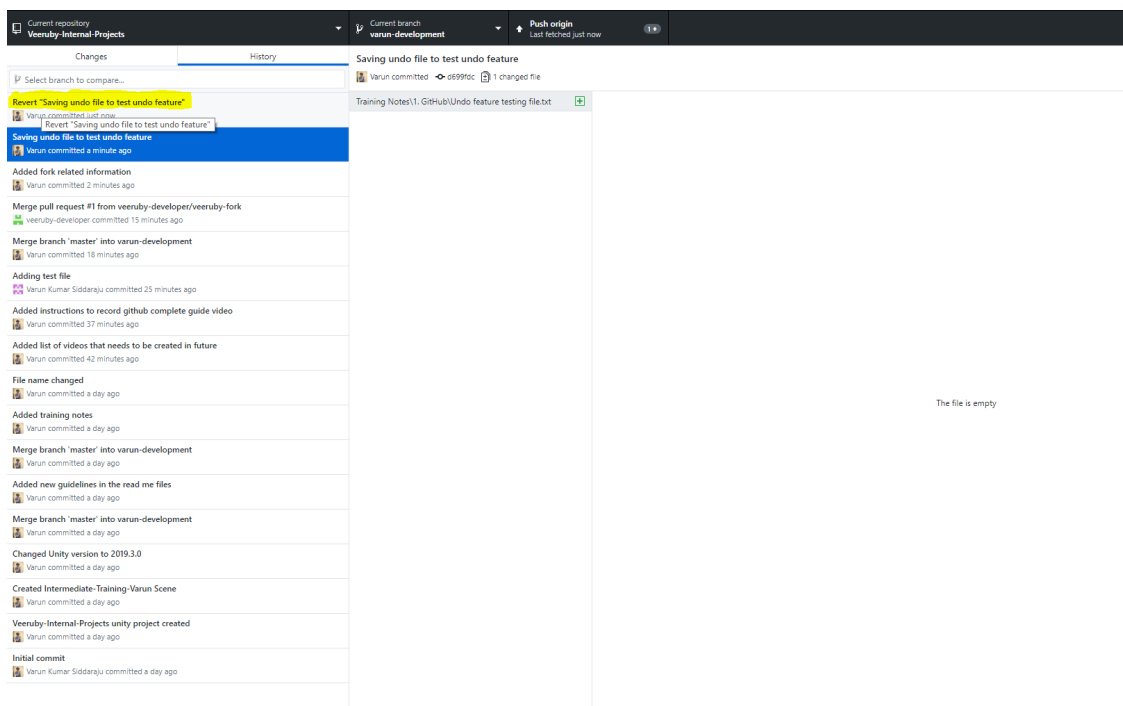 Current repository
Veeruby-Internal-Projects
Current branch
varun-development
Push origin
Last fetched just now
1
Changes
History
Select branch to compare...
Revert "Saving undo file to test undo feature"
Varun committed just now
Revert "Saving undo file to test undo feature"
Saving undo file to test undo feature
Varun committed a minute ago
Added fork related information
Varun committed 2 minutes ago
Merge pull request #1 from veeruby-developer/veeruby-fork
veeruby-developer committed 15 minutes ago
Merge branch 'master' into varun-development
Varun committed 18 minutes ago
Adding test file
Varun Kumar Siddaraju committed 25 minutes ago
Added instructions to record github complete guide video
Varun committed 37 minutes ago
Added list of videos that needs to be created in future
Varun committed 42 minutes ago
File name changed
Varun committed a day ago
Added training notes
Varun committed a day ago
Merge branch 'master' into varun-development
Varun committed a day ago
Added new guidelines in the read me files
Varun committed a day ago
Merge branch 'master' into varun-development
Varun committed a day ago
Changed Unity version to 2019.3.0
Varun committed a day ago
Created Intermediate-Training-Varun Scene
Varun committed a day ago
Veeruby-Internal-Projects unity project created
Varun committed a day ago
Initial commit
Varun Kumar Siddaraju committed a day ago
Saving undo file to test undo feature
Varun committed d699fdc 1 changed file
Training Notes\1. GitHub\Undo feature testing file.txt
The file is empty